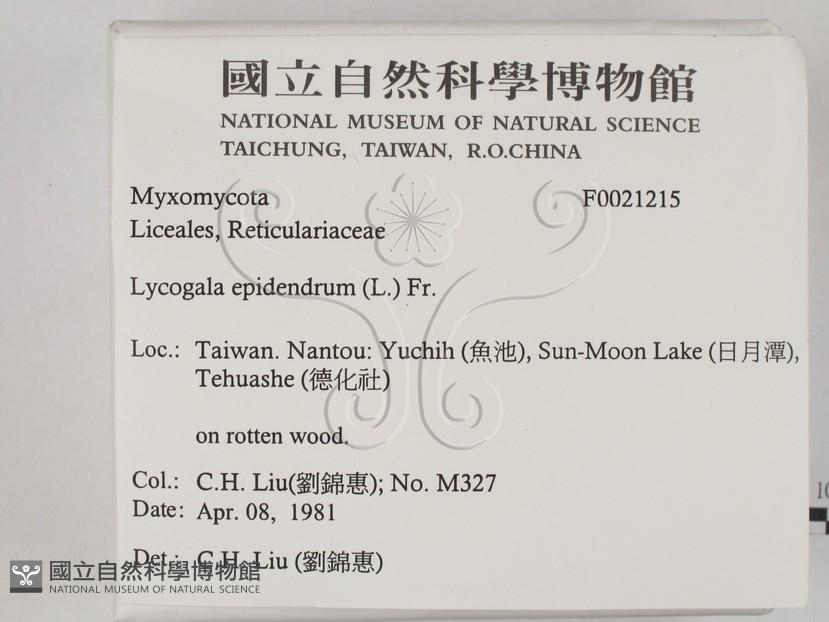 國立自然科學博物館
NATIONAL MUSEUM OF NATURAL SCIENCE
TAICHUNG, TAIWAN, R.O.CHINA
Myxomycota F0021215
Liceales, Reticulariaceae
Lycogala epidendrum (L.) Fr.
Loc.: Taiwan. Nantou: Yuchih (魚池), Sun-Moon Lake (日月潭),
Tehuashe (德化社)
on rotten wood.
Col.: C.H. Liu(劉錦惠); No. M327
Date: Apr. 08, 1981
Det.: C.H. Liu (劉錦惠)
國立自然科學博物館
NATIONAL MUSEUM OF NATURAL SCIENCE